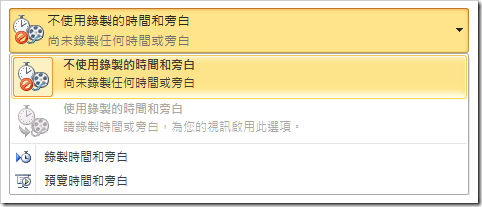 不使用錄製的時間和旁白
尚未錄製任何時間或旁白
不使用錄製的時間和旁白
尚未錄製任何時間或旁白
使用錄製的時間和旁白
請錄製時間或旁白，為您的視訊啟用此選項。
錄製時間和旁白
預覽時間和旁白